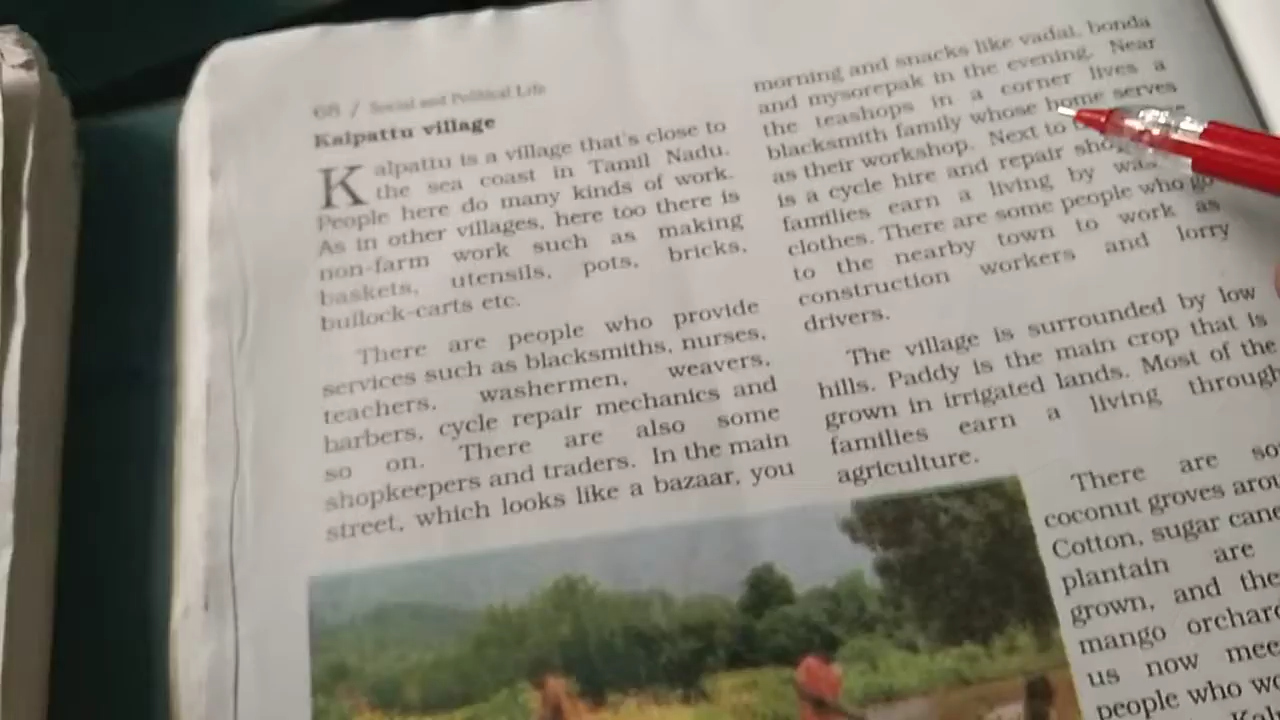 68 / Social and Political Life
Kalpattu village
Kalpattu is a village that's close to
the sea coast in Tamil Nadu.
People here do many kinds of work.
As in other villages, here too there is
non-farm work such as making
baskets, utensils, pots, bricks,
bullock-carts etc.
There are people who provide
services such as blacksmiths, nurses,
teachers, washermen, weavers,
barbers, cycle repair mechanics and
so on. There are also some
shopkeepers and traders. In the main
street, which looks like a bazaar, you
morning and snacks like vadai, bonda
and mysorepak in the evening. Near
the teashops in a corner lives a
blacksmith family whose home serves
as their workshop. Next to
is a cycle hire and repair
families earn a living by
clothes. There are some people who go
to the nearby town to work as
construction workers and lorry
drivers.
The village is surrounded by low
hills. Paddy is the main crop that is
grown in irrigated lands. Most of the
families earn a living through
agriculture.
There are
coconut groves
Cotton, sugar cane
plantain are
grown, and
mango
us now
people who